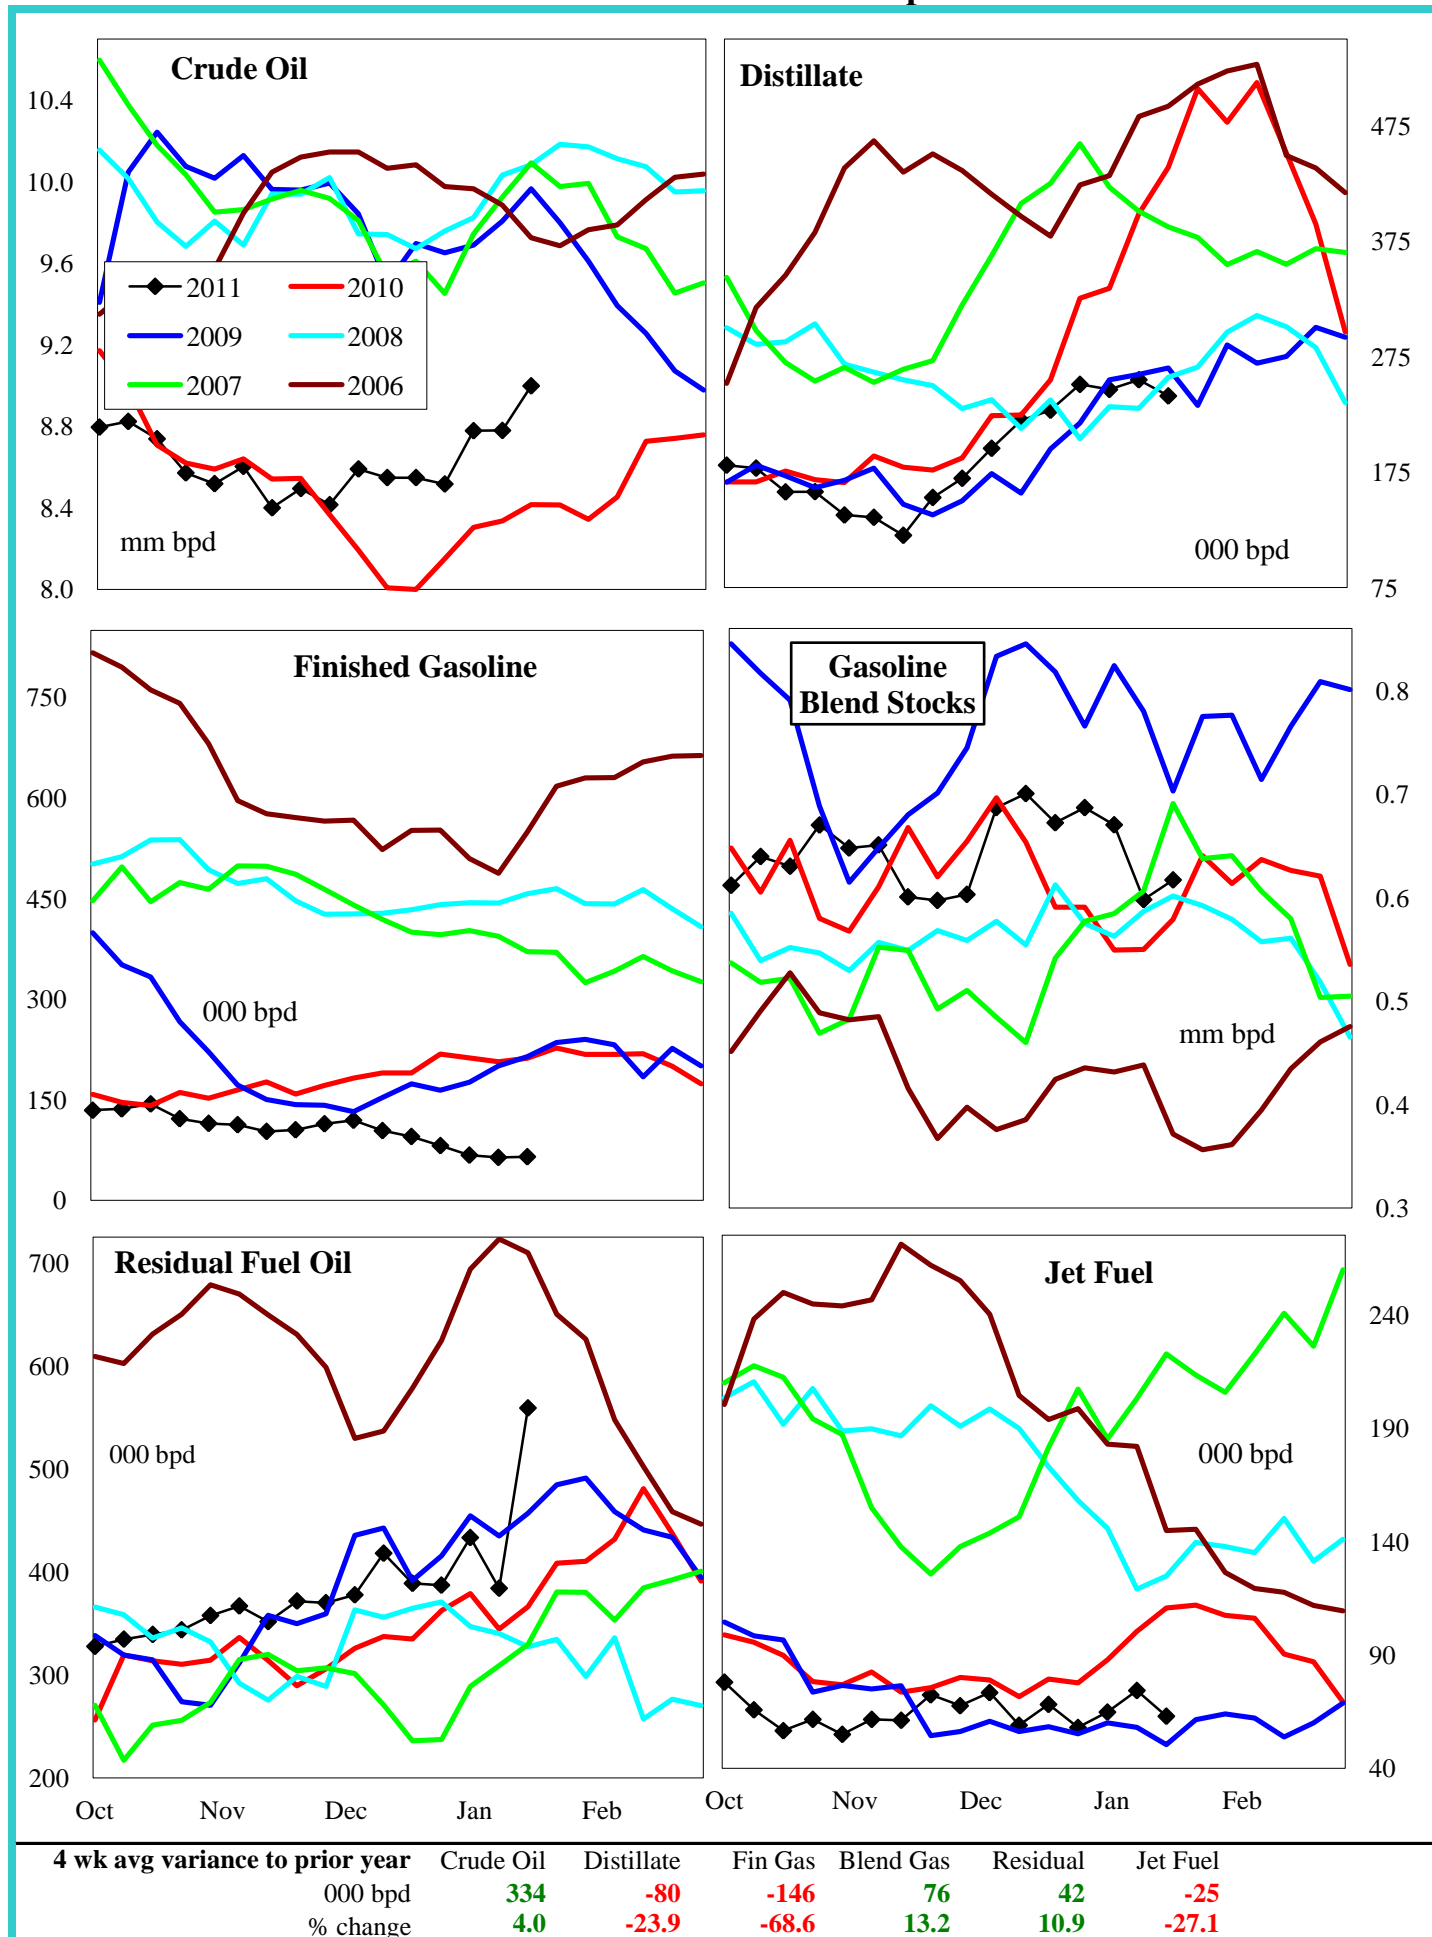 Crude Oil
10.4
10.0
9.6
9.2
8.8
8.4
8.0
2011 2010
2009 2008
2007 2006
mm bpd
Distillate
475
375
275
175
75
000 bpd
Finished Gasoline
750
600
450
300
150
0
000 bpd
Gasoline
Blend Stocks
0.8
0.7
0.6
0.5
0.4
0.3
mm bpd
Residual Fuel Oil
700
600
500
400
300
200
000 bpd
Oct Nov Dec Jan Feb
Jet Fuel
240
190
140
90
40
000 bpd
Oct Nov Dec Jan Feb
4 wk avg variance to prior year Crude Oil Distillate Fin Gas Blend Gas Residual Jet Fuel
000 bpd 334 -80 -146 76 42 -25
% change 4.0 -23.9 -68.6 13.2 10.9 -27.1